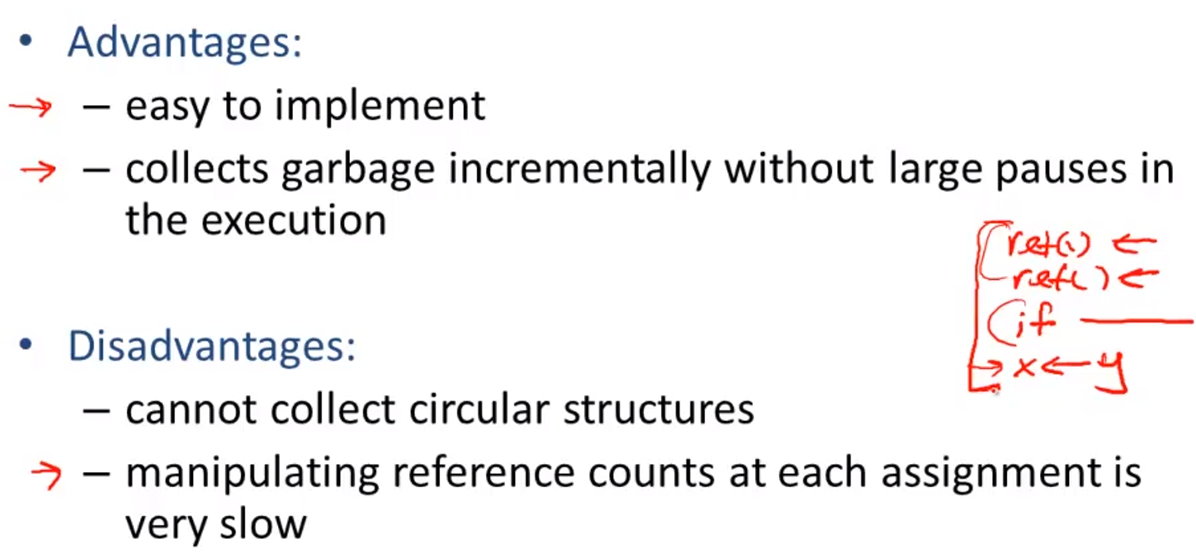 • Advantages:
→ – easy to implement
→ – collects garbage incrementally without large pauses in
the execution
ref(1) ←
ref( ) ←
if
→ x ← y
• Disadvantages:
– cannot collect circular structures
→ – manipulating reference counts at each assignment is
very slow